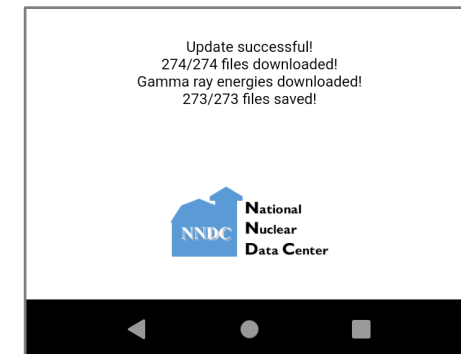 Update successful!
274/274 files downloaded!
Gamma ray energies downloaded!
273/273 files saved!
NNDC
National
Nuclear
Data Center